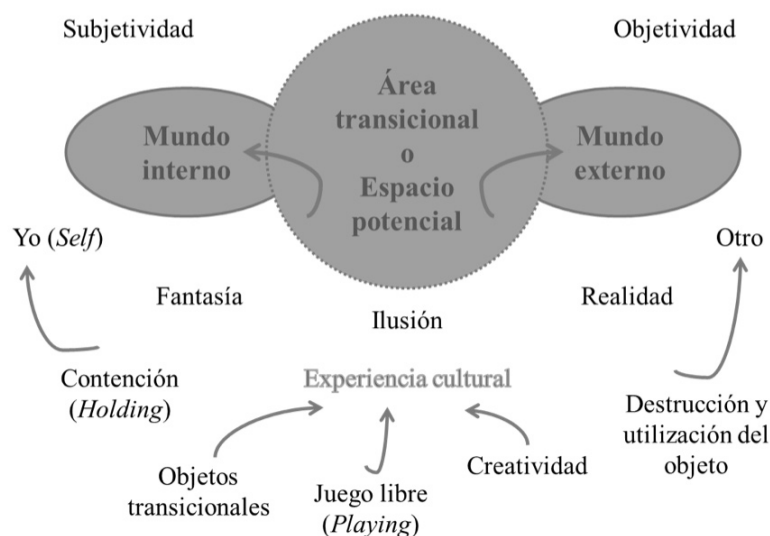 Subjetividad
Objetividad
Área
transicional
o
Espacio
potencial
Mundo
interno
Mundo
externo
Yo (Self)
Otro
Fantasía
Ilusión
Realidad
Contención
(Holding)
Experiencia cultural
Destrucción y
utilización del
objeto
Objetos
transicionales
Juego libre
(Playing)
Creatividad